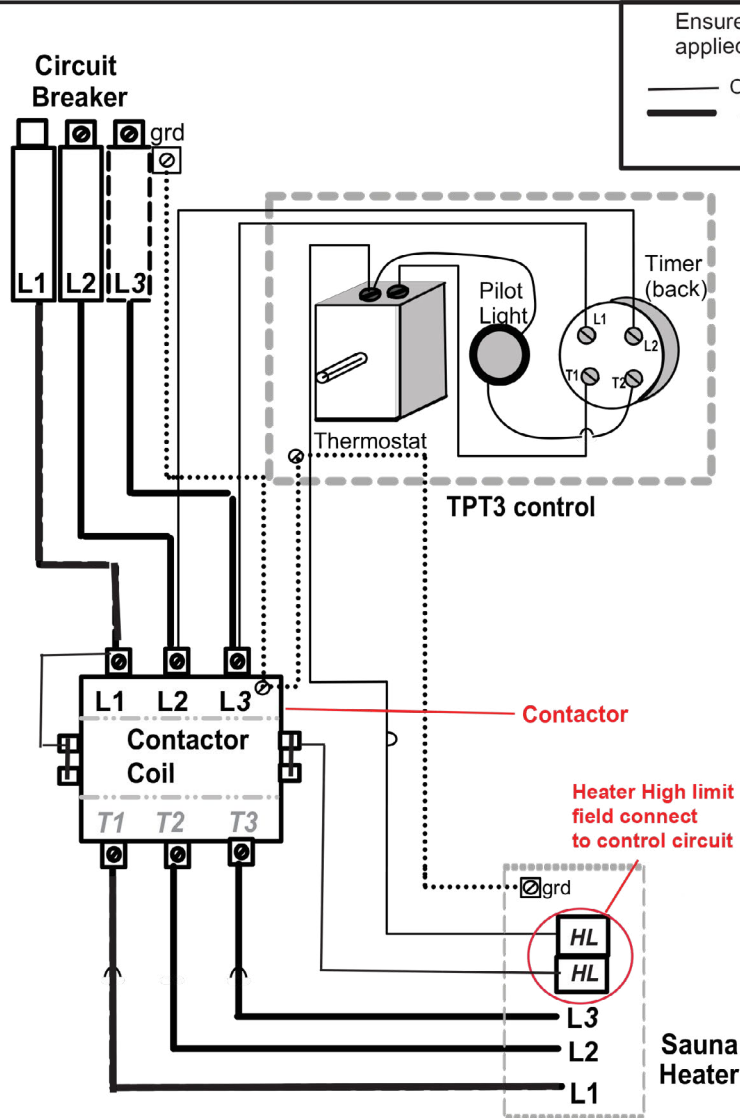 Ensure
applied
Circuit
Breaker
grd
L1 L2 L3
Timer
(back)
Pilot
Light
L1
L2
T1
T2
Thermostat
TPT3 control
L1 L2 L3
Contactor
Contactor
Coil
Heater High limit
field connect
to control circuit
T1 T2 T3
grd
HL
HL
L3
L2
L1
Sauna
Heater